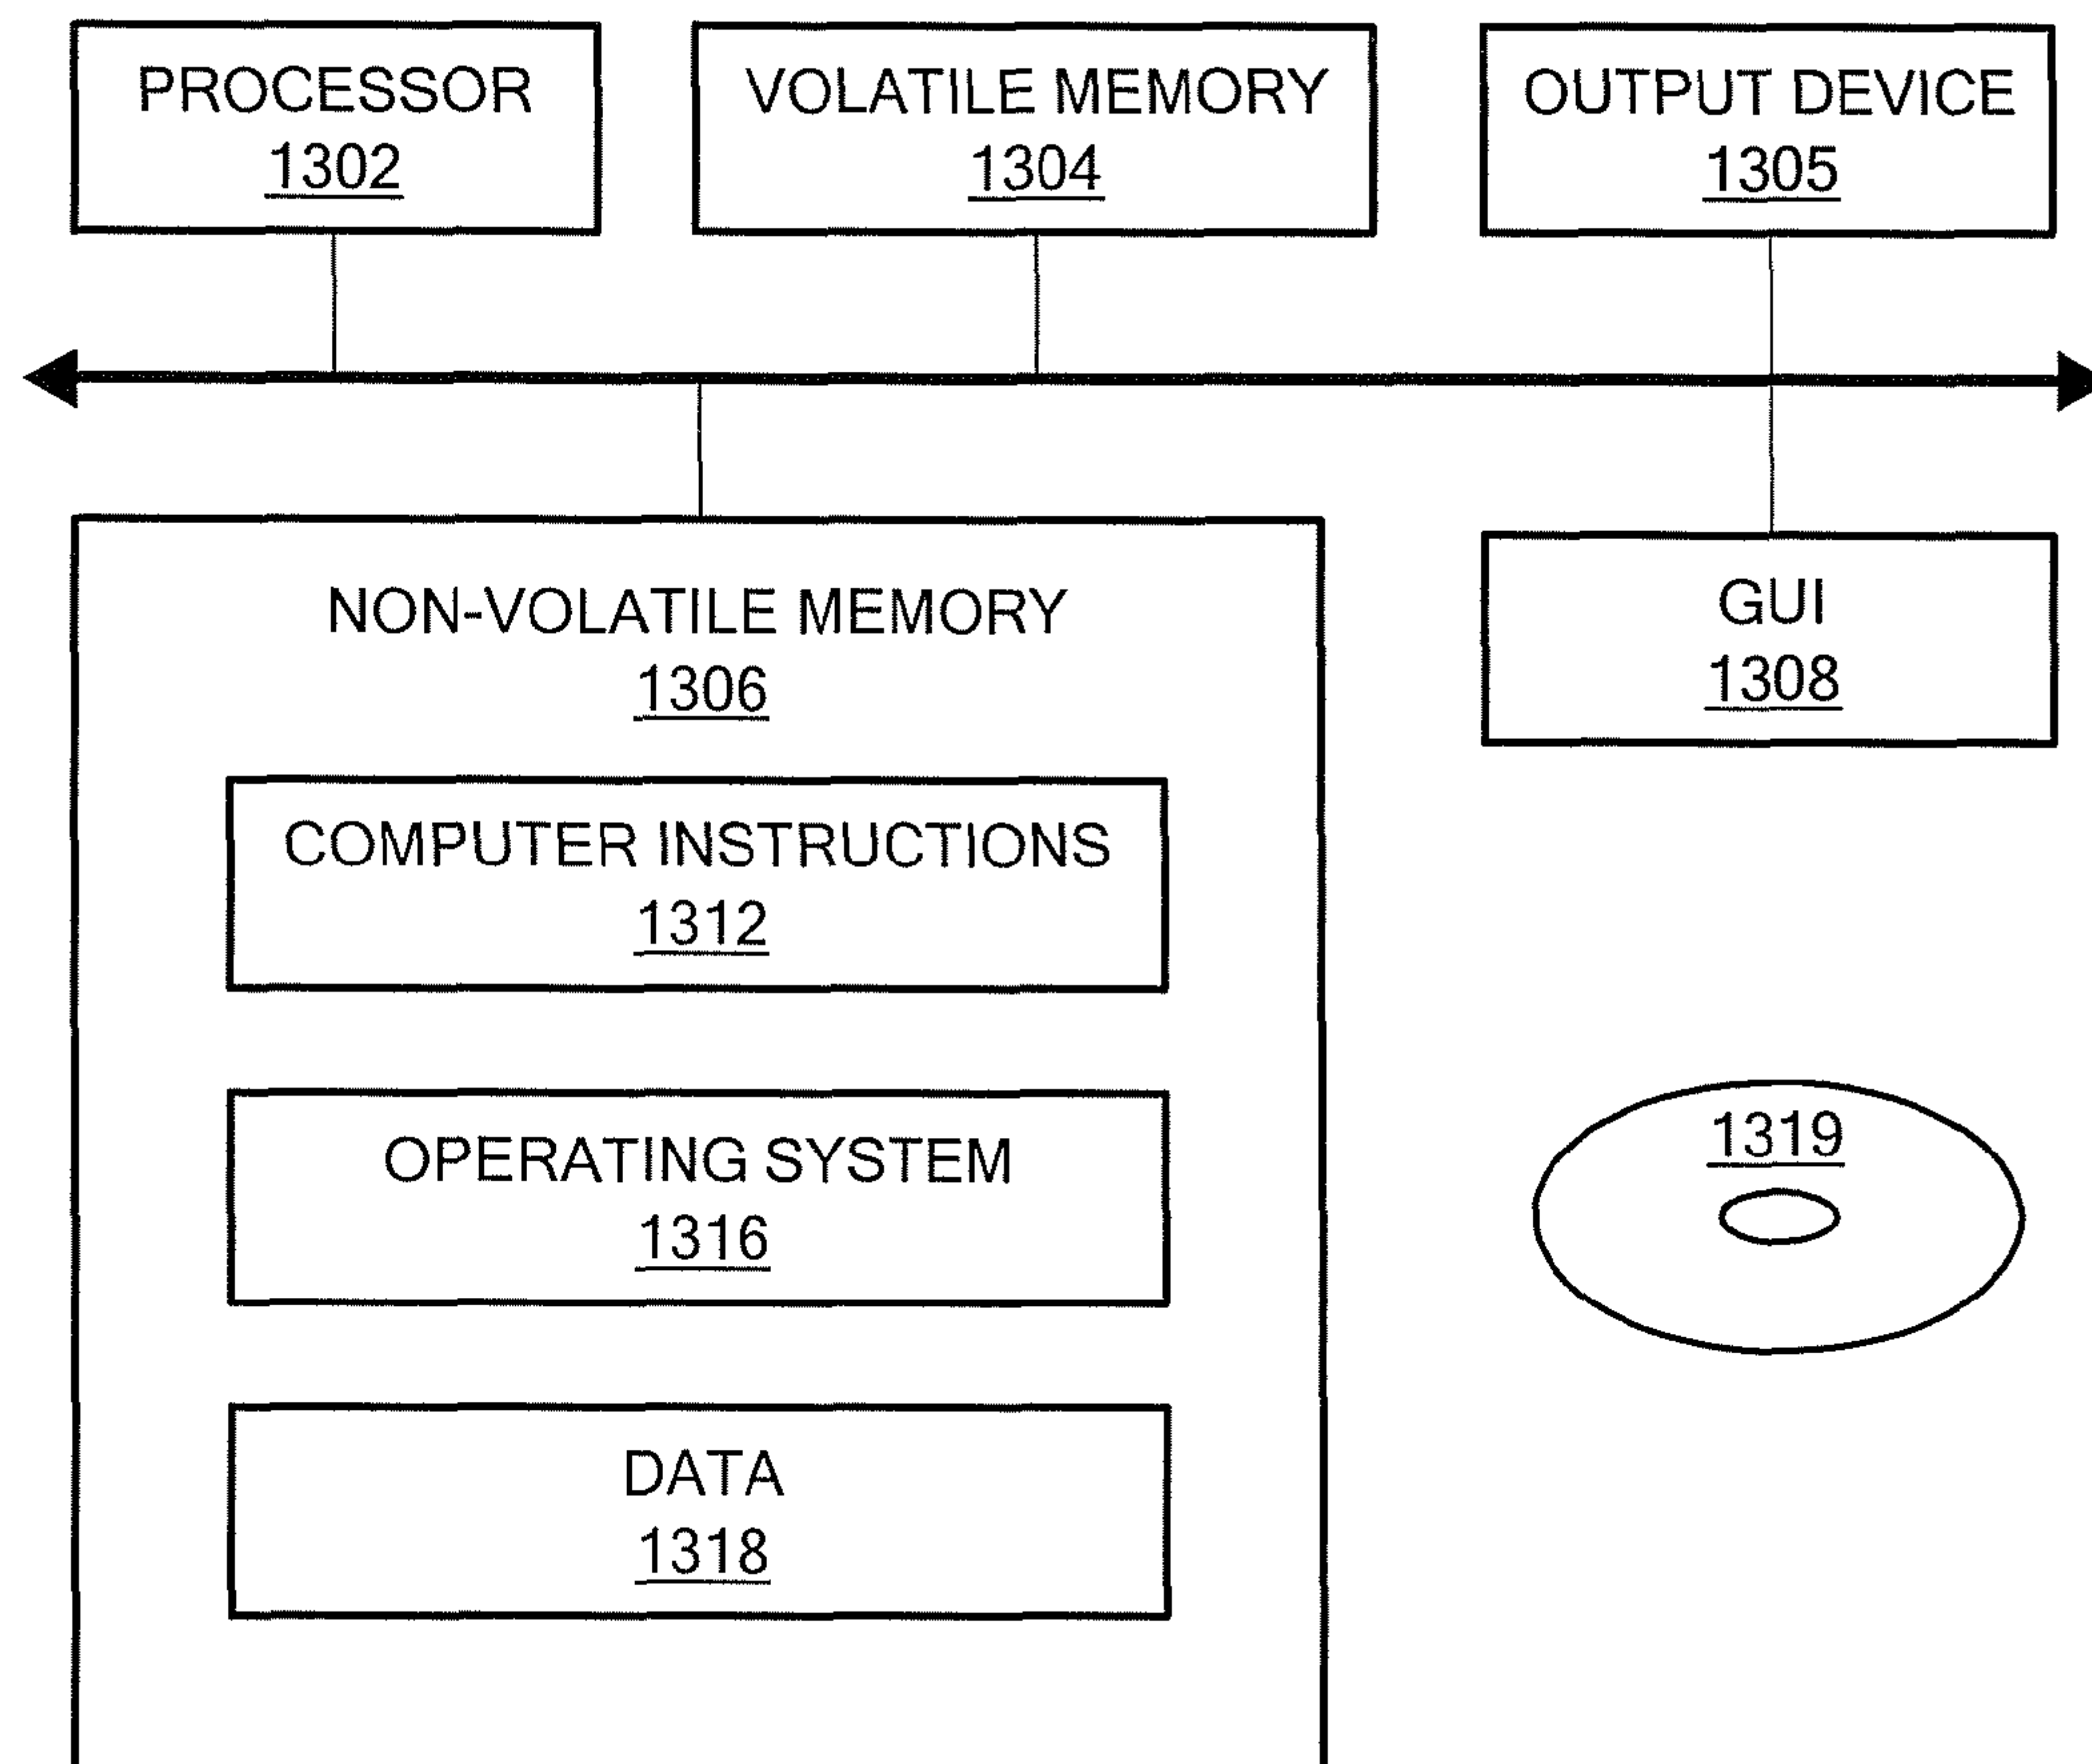 PROCESSOR
1302
VOLATILE MEMORY
1304
OUTPUT DEVICE
1305
NON-VOLATILE MEMORY
1306
GUI
1308
COMPUTER INSTRUCTIONS
1312
OPERATING SYSTEM
1316
DATA
1318
1319